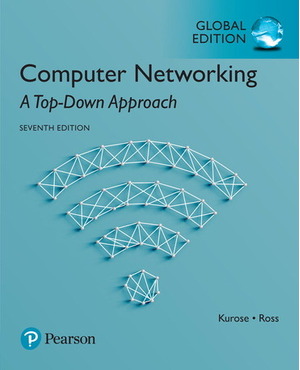 GLOBAL
EDITION
Computer Networking
A Top-Down Approach
SEVENTH EDITION
Kurose • Ross
Pearson